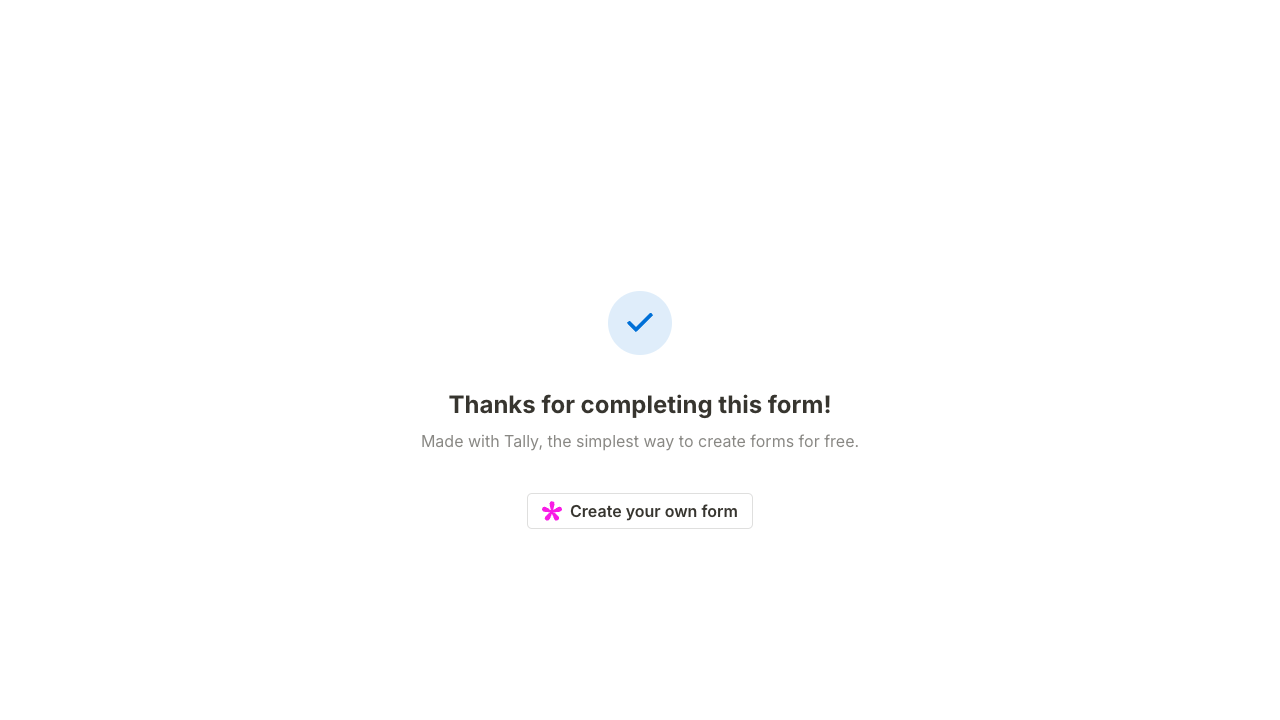 Thanks for completing this form!
Made with Tally, the simplest way to create forms for free.
Create your own form